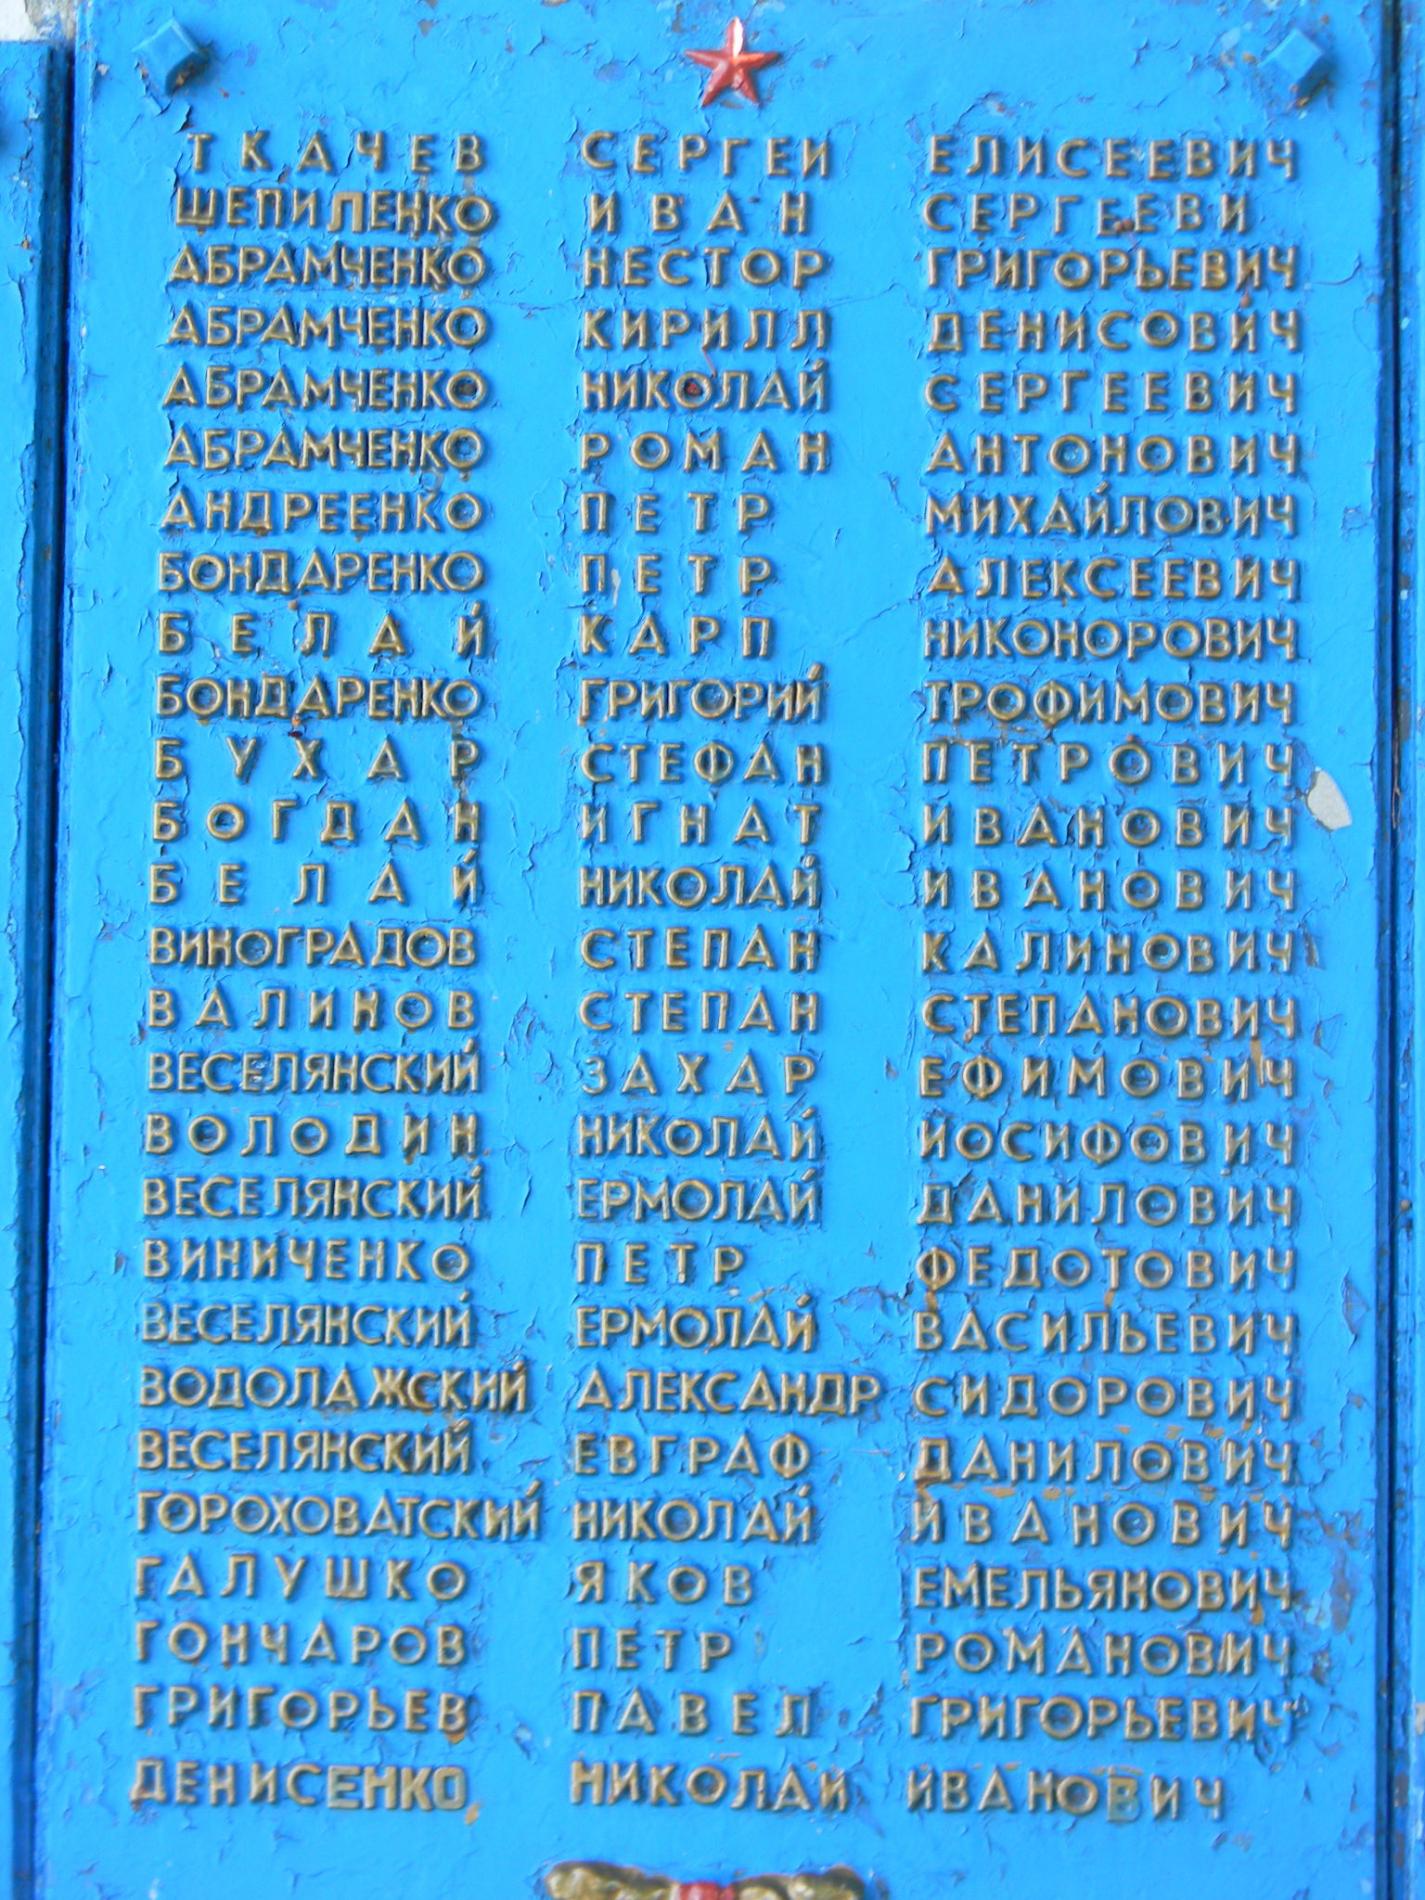 ТКАЧЕВ СЕРГЕИ ЕЛИСЕЕВИЧ
ШЕПИЛЕНКО ИВАН СЕРГЕЕВИ
АБРАМЧЕНКО НЕСТОР ГРИГОРЬЕВИЧ
АБРАМЧЕНКО КИРИЛЛ ДЕНИСОВИЧ
АБРАМЧЕНКО НИКОЛАЙ СЕРГЕЕВИЧ
АБРАМЧЕНКО РОМАН АНТОНОВИЧ
АНДРЕЕНКО ПЕТР МИХАЙЛОВИЧ
БОНДАРЕНКО ПЕТР АЛЕКСЕЕВИЧ
БЕЛАЙ КАРП НИКОНОРОВИЧ
БОНДАРЕНКО ГРИГОРИЙ ТРОФИМОВИЧ
БУХАР СТЕФАН ПЕТРОВИЧ
БОГДАН ИГНАТ ИВАНОВИЧ
БЕЛАЙ НИКОЛАЙ ИВАНОВИЧ
ВИНОГРАДОВ СТЕПАН КАЛИНОВИЧ
ВАЛИНОВ СТЕПАН СТЕПАНОВИЧ
ВЕСЕЛЯНСКИЙ ЗАХАР ЕФИМОВИЧ
ВОЛОДИН НИКОЛАЙ ИОСИФОВИЧ
ВЕСЕЛЯНСКИЙ ЕРМОЛАЙ ДАНИЛОВИЧ
ВИНИЧЕНКО ПЕТР ФЕДОТОВИЧ
ВЕСЕЛЯНСКИЙ ЕРМОЛАЙ ВАСИЛЬЕВИЧ
ВОДОЛАЖСКИЙ АЛЕКСАНДР СИДОРОВИЧ
ВЕСЕЛЯНСКИЙ ЕВГРАФ ДАНИЛОВИЧ
ГОРОХОВАТСКИЙ НИКОЛАЙ ИВАНОВИЧ
ГАЛУШКО ЯКОВ ЕМЕЛЬЯНОВИЧ
ГОНЧАРОВ ПЕТР РОМАНОВИЧ
ГРИГОРЬЕВ ПАВЕЛ ГРИГОРЬЕВИЧ
ДЕНИСЕНКО НИКОЛАИ ИВАНОВИЧ